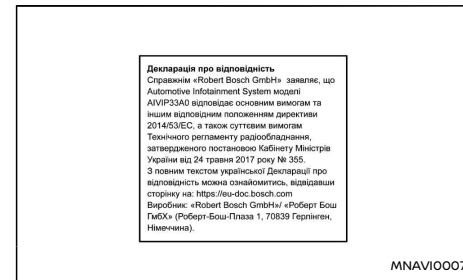 Декларація про відповідність
Справжнім «Robert Bosch GmbH» заявляє, що
Automotive Infotainment System моделі
AIVIP33A0 відповідає основним вимогам та
іншим відповідним положенням директиви
2014/53/EC, а також суттєвим вимогам
Технічного регламенту радіообладнання,
затвердженого постановою Кабінету Міністрів
України від 24 травня 2017 року № 355.
З повним текстом української Декларації про
відповідність можна ознайомитись, відвідавши
сторінку на: https://eu-doc.bosch.com
Виробник: «Robert Bosch GmbH»/ «Роберт Бош
ГмбХ» (Роберт-Бош-Плаза 1, 70839 Герлінген,
Німеччина).
MNAVI0007